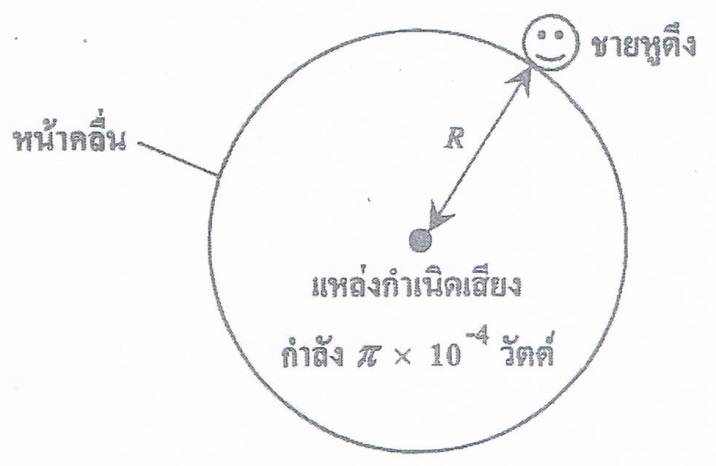 ชายหูตึง
หน้าคลื่น
R
แหล่งกำเนิดเสียง
กำลัง π × 10⁻⁴ วัตต์